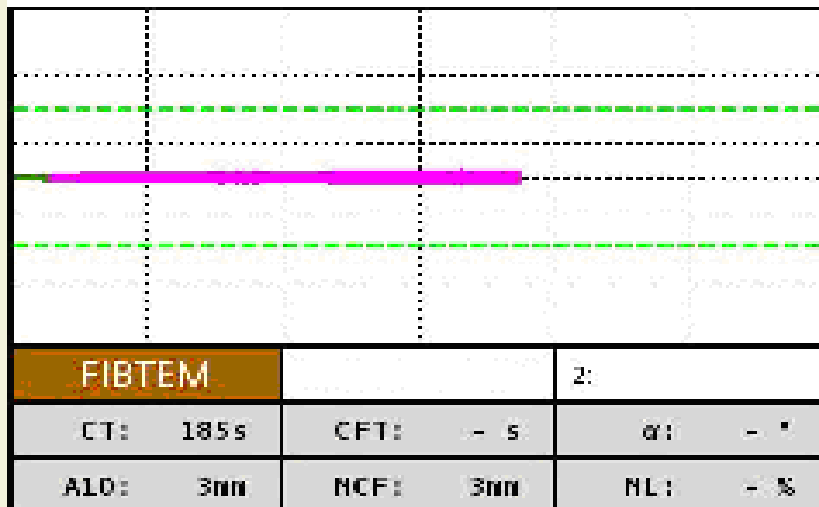 FIBTEM
2:
CT: 185s CFT: - s α: - °
A10: 3mm MCF: 3mm ML: - %